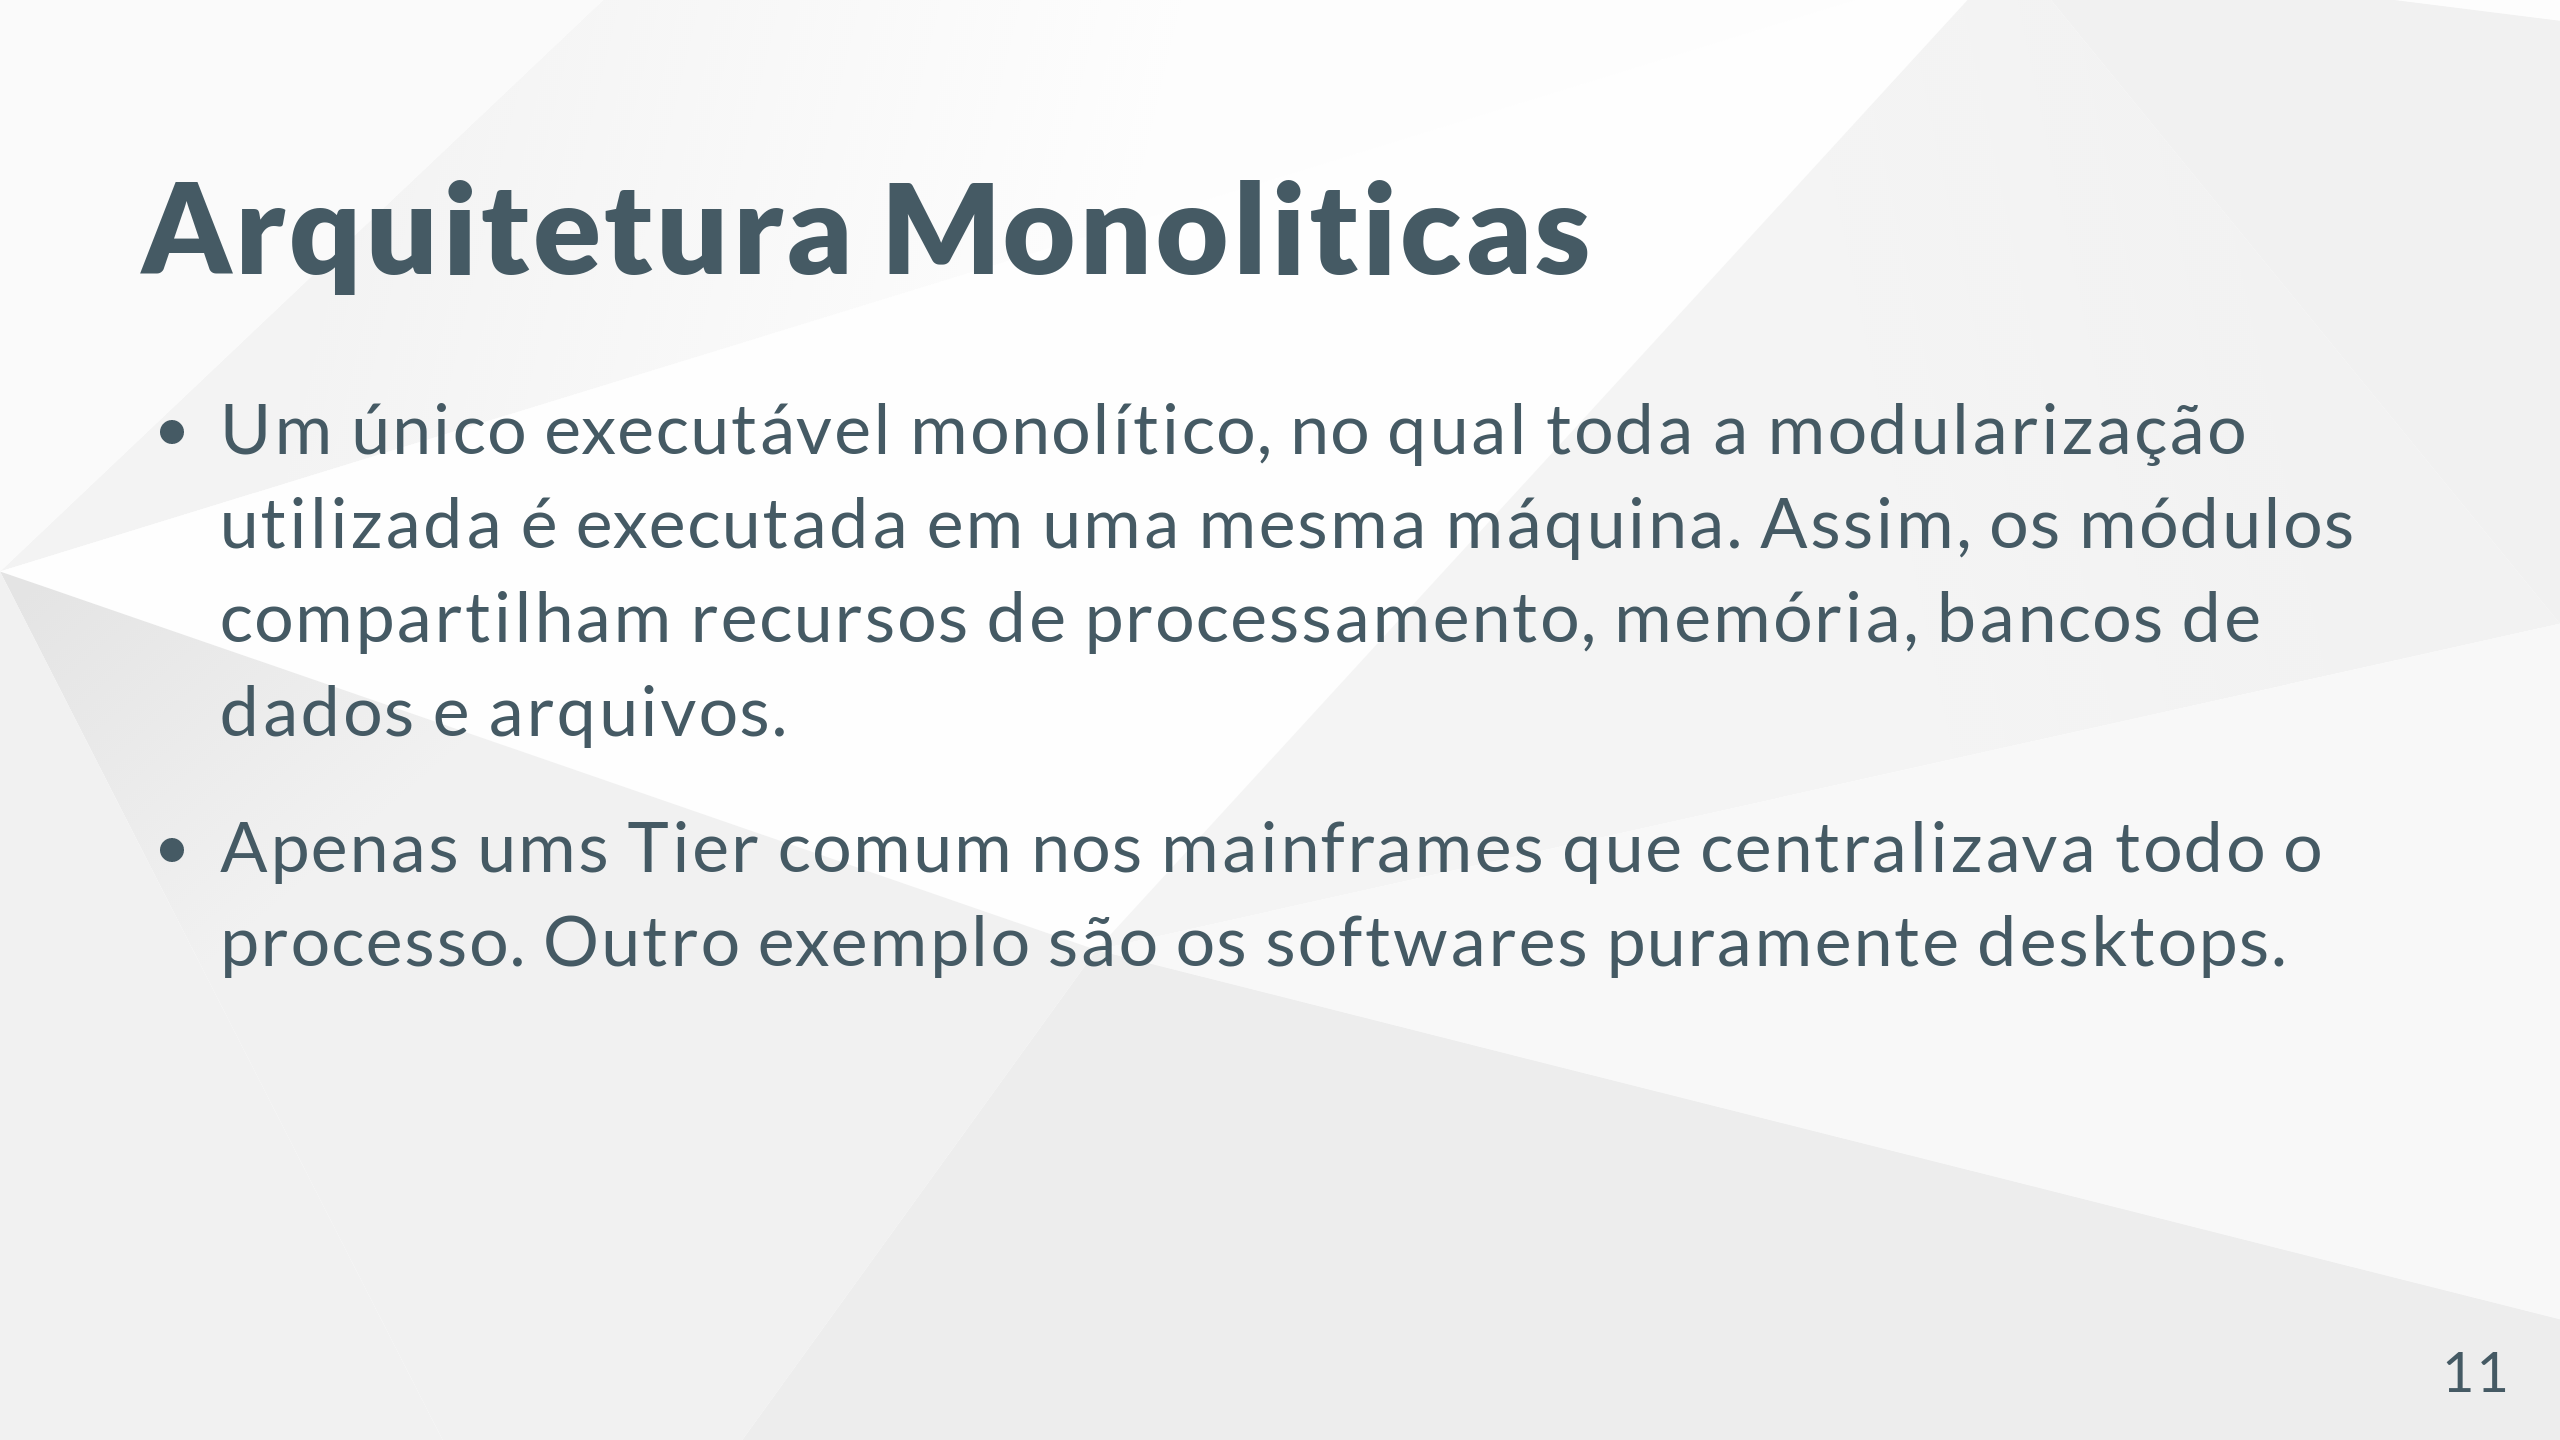 Arquitetura Monoliticas
• Um único executável monolítico, no qual toda a modularização
utilizada é executada em uma mesma máquina. Assim, os módulos
compartilham recursos de processamento, memória, bancos de
dados e arquivos.
• Apenas ums Tier comum nos mainframes que centralizava todo o
processo. Outro exemplo são os softwares puramente desktops.
11